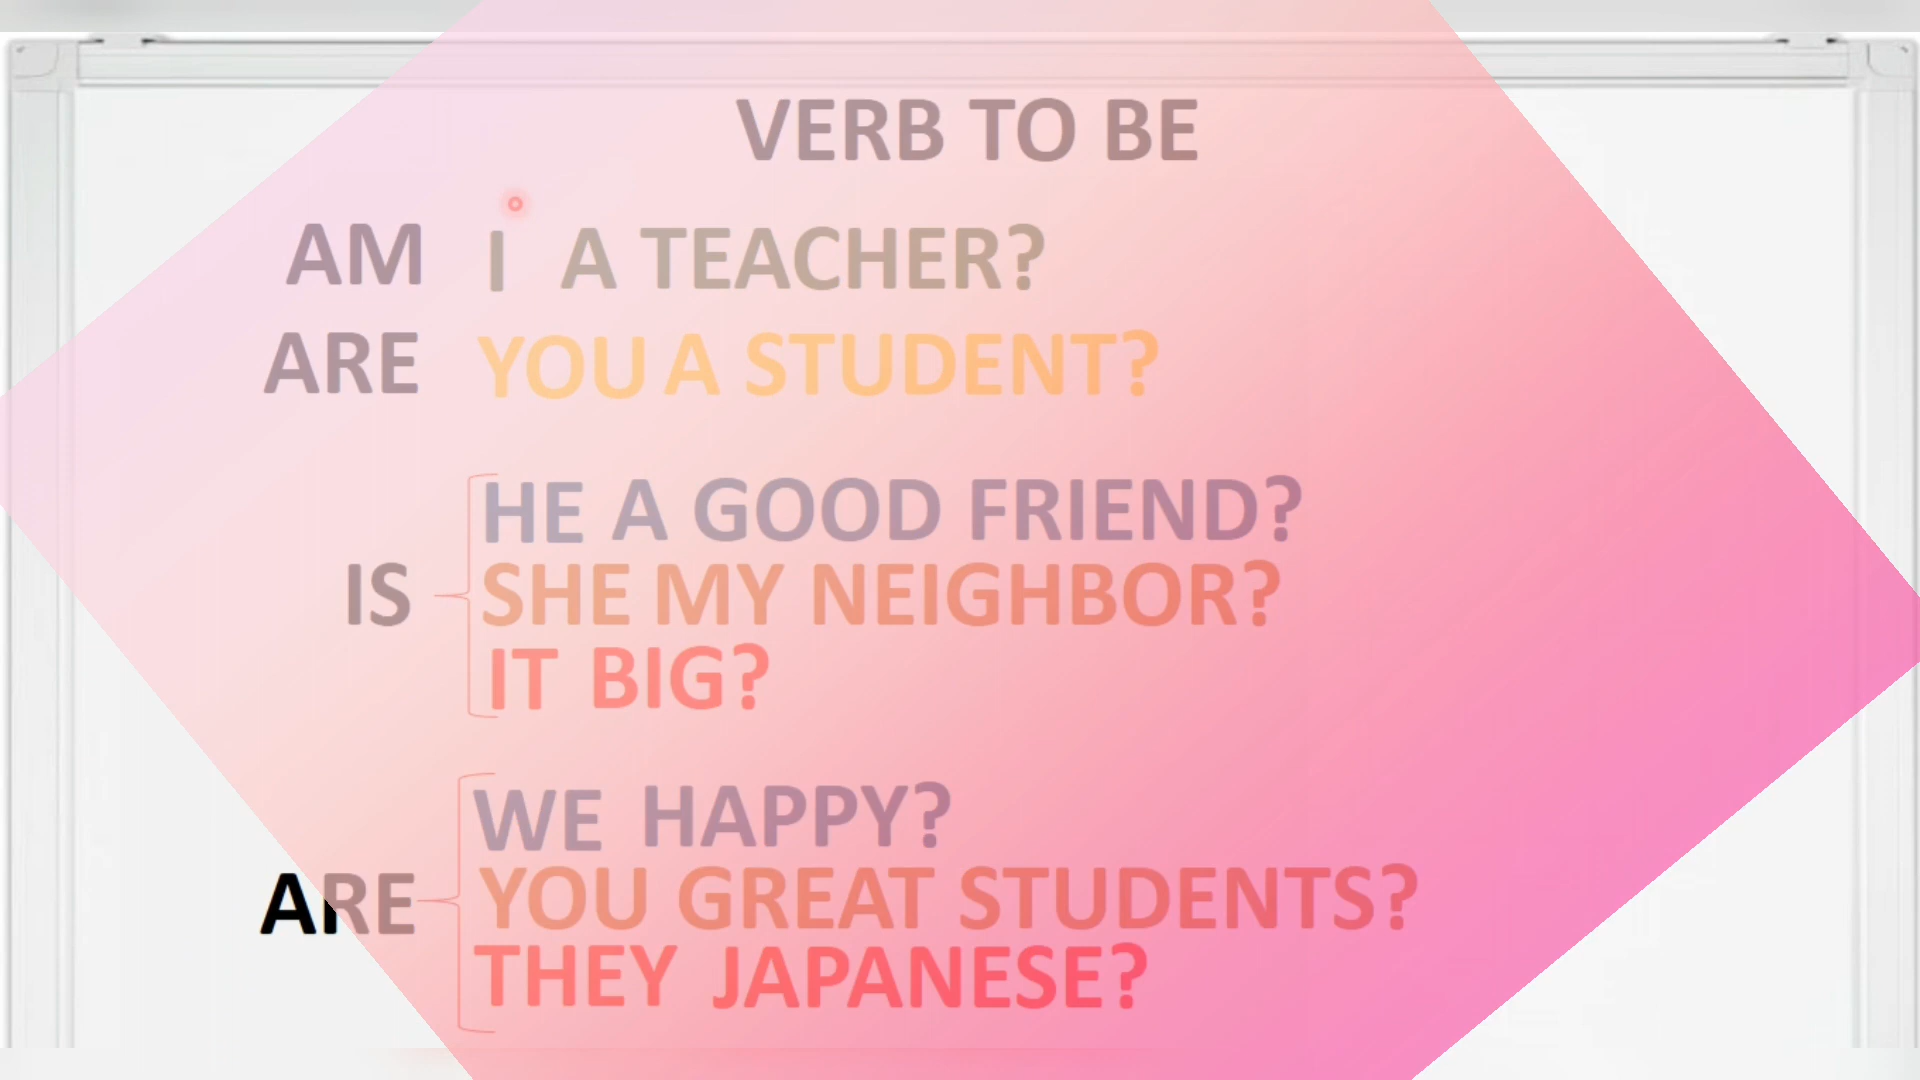 VERB TO BE
AM I A TEACHER?
ARE YOU A STUDENT?
HE A GOOD FRIEND?
IS SHE MY NEIGHBOR?
IT BIG?
WE HAPPY?
ARE YOU GREAT STUDENTS?
THEY JAPANESE?